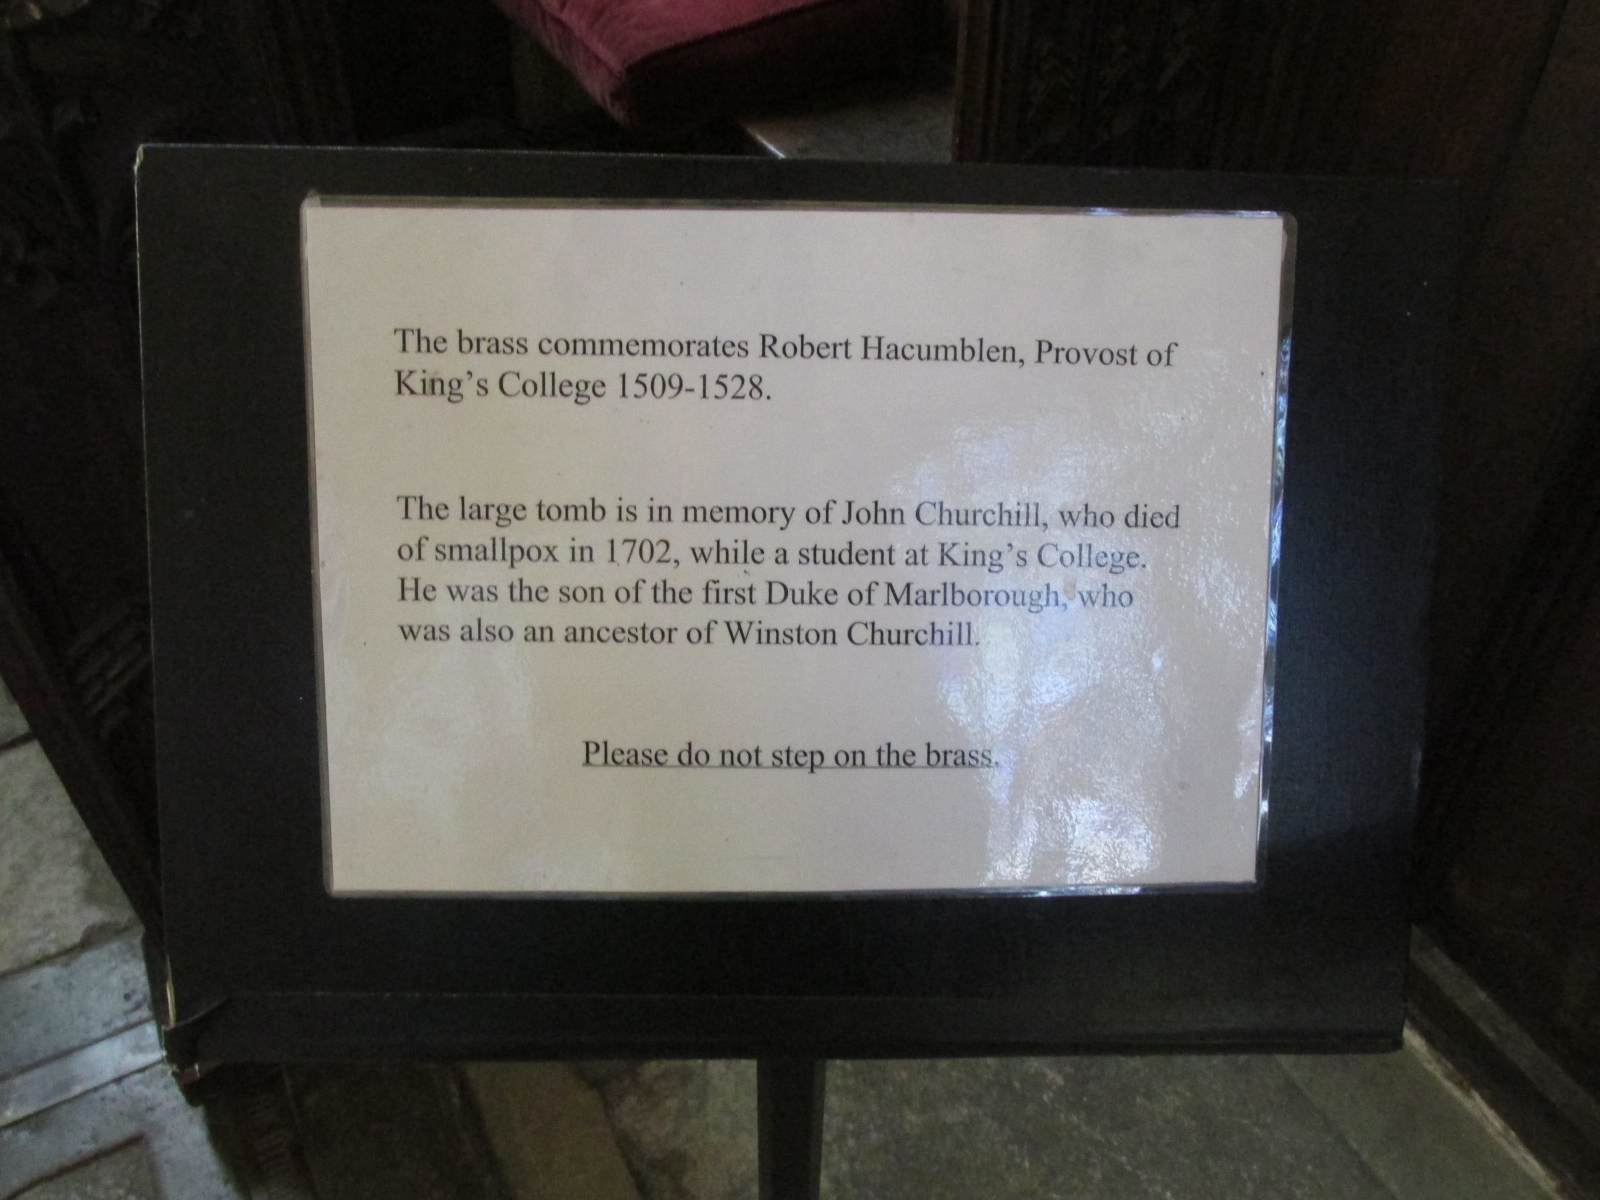 The brass commemorates Robert Hacumblen, Provost of
King's College 1509-1528.
The large tomb is in memory of John Churchill, who died
of smallpox in 1702, while a student at King's College.
He was the son of the first Duke of Marlborough, who
was also an ancestor of Winston Churchill.
Please do not step on the brass.